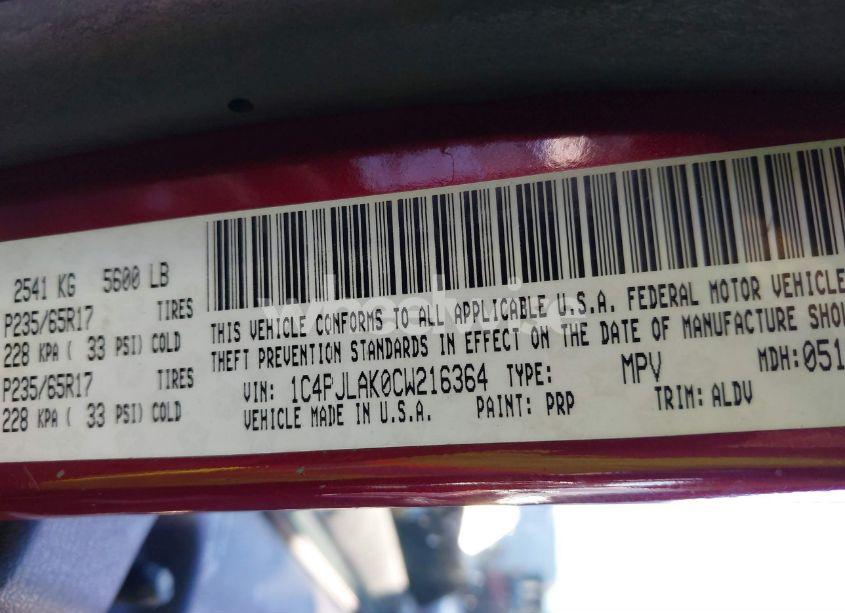 2541 KG 5600 LB
P235/65R17 TIRES
228 KPA ( 33 PSI) COLD
P235/65R17 TIRES
228 KPA ( 33 PSI) COLD
THIS VEHICLE CONFORMS TO ALL APPLICABLE U.S.A. FEDERAL MOTOR VEHICLE
THEFT PREVENTION STANDARDS IN EFFECT ON THE DATE OF MANUFACTURE SHO
VIN: 1C4PJLAK0CW216364 TYPE: MPV MDH:051
VEHICLE MADE IN U.S.A. PAINT: PRP TRIM: ALDV